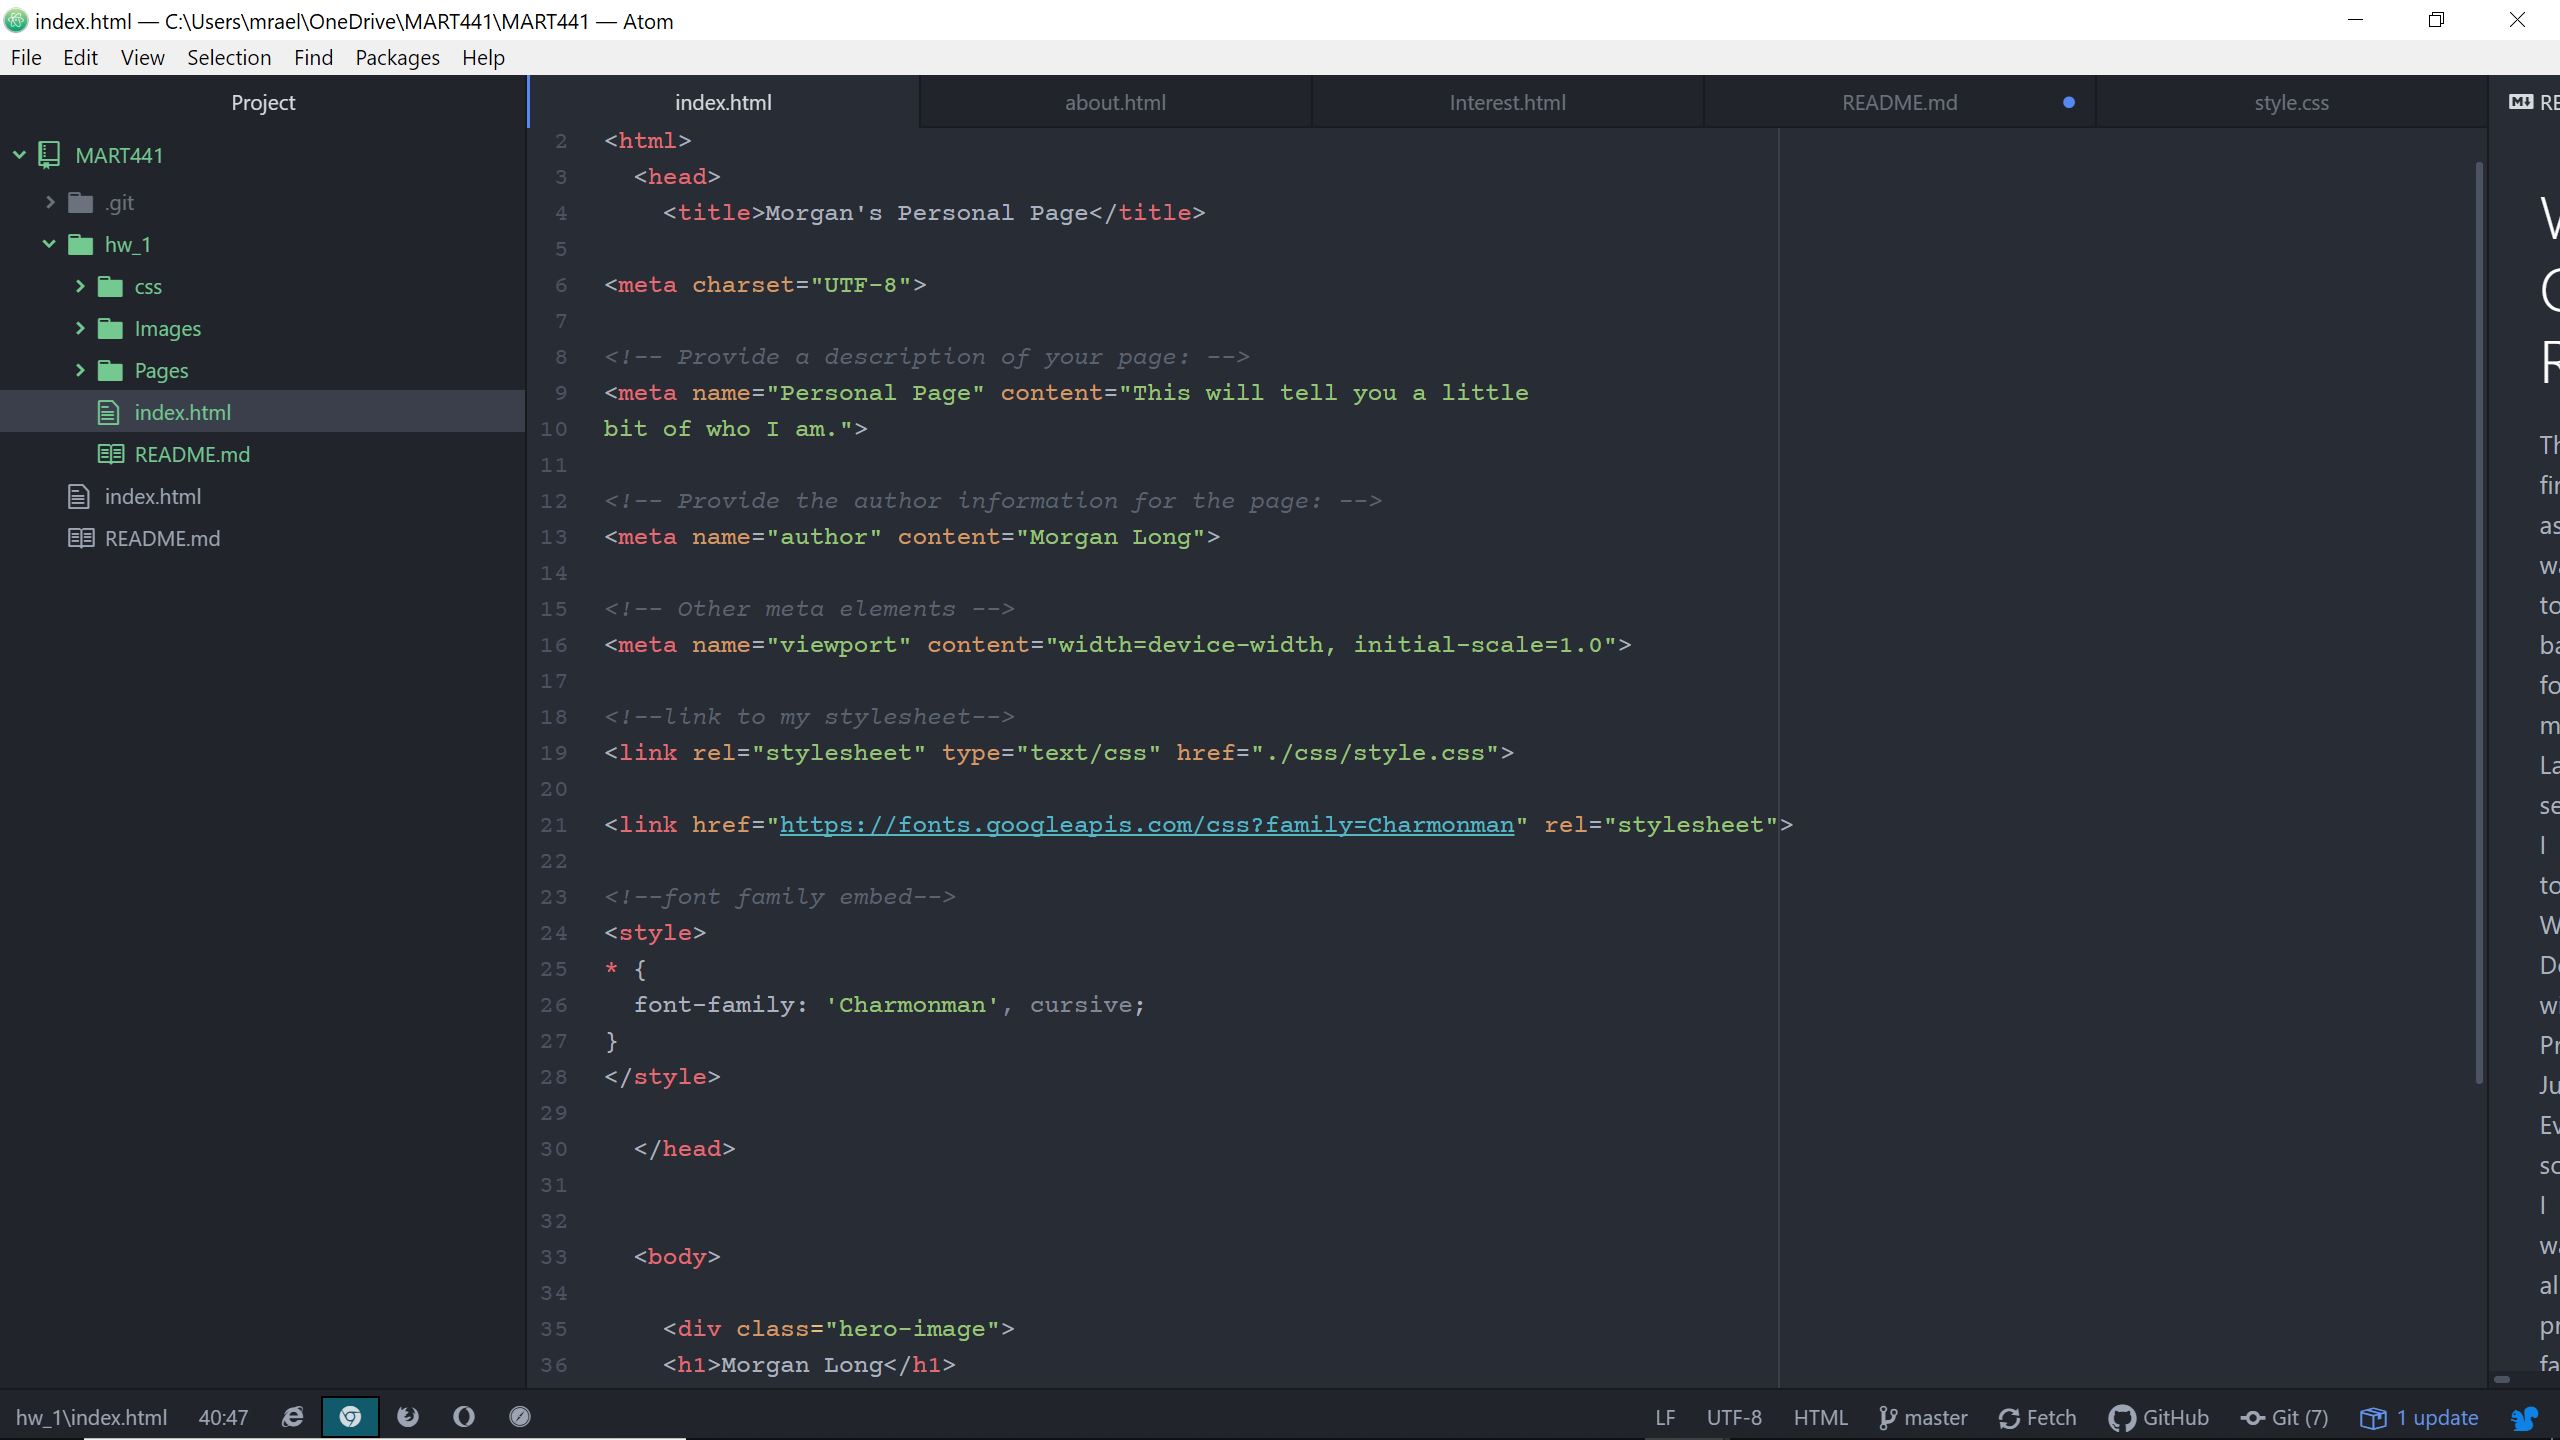 index.html — C:\Users\mrael\OneDrive\MART441\MART441 — Atom
File Edit View Selection Find Packages Help
Project
MART441
.git
hw_1
css
Images
Pages
index.html
README.md
index.html
README.md
index.html about.html Interest.html README.md style.css RE
2 <html>
3 <head>
4 <title>Morgan's Personal Page</title>
5
6 <meta charset="UTF-8">
7
8 <!-- Provide a description of your page: -->
9 <meta name="Personal Page" content="This will tell you a little
10 bit of who I am.">
11
12 <!-- Provide the author information for the page: -->
13 <meta name="author" content="Morgan Long">
14
15 <!-- Other meta elements -->
16 <meta name="viewport" content="width=device-width, initial-scale=1.0">
17
18 <!--link to my stylesheet-->
19 <link rel="stylesheet" type="text/css" href="./css/style.css">
20
21 <link href="https://fonts.googleapis.com/css?family=Charmonman" rel="stylesheet">
22
23 <!--font family embed-->
24 <style>
25 * {
26 font-family: 'Charmonman', cursive;
27 }
28 </style>
29
30 </head>
31
32
33 <body>
34
35 <div class="hero-image">
36 <h1>Morgan Long</h1>
hw_1\index.html 40:47 LF UTF-8 HTML master Fetch GitHub Git (7) 1 update